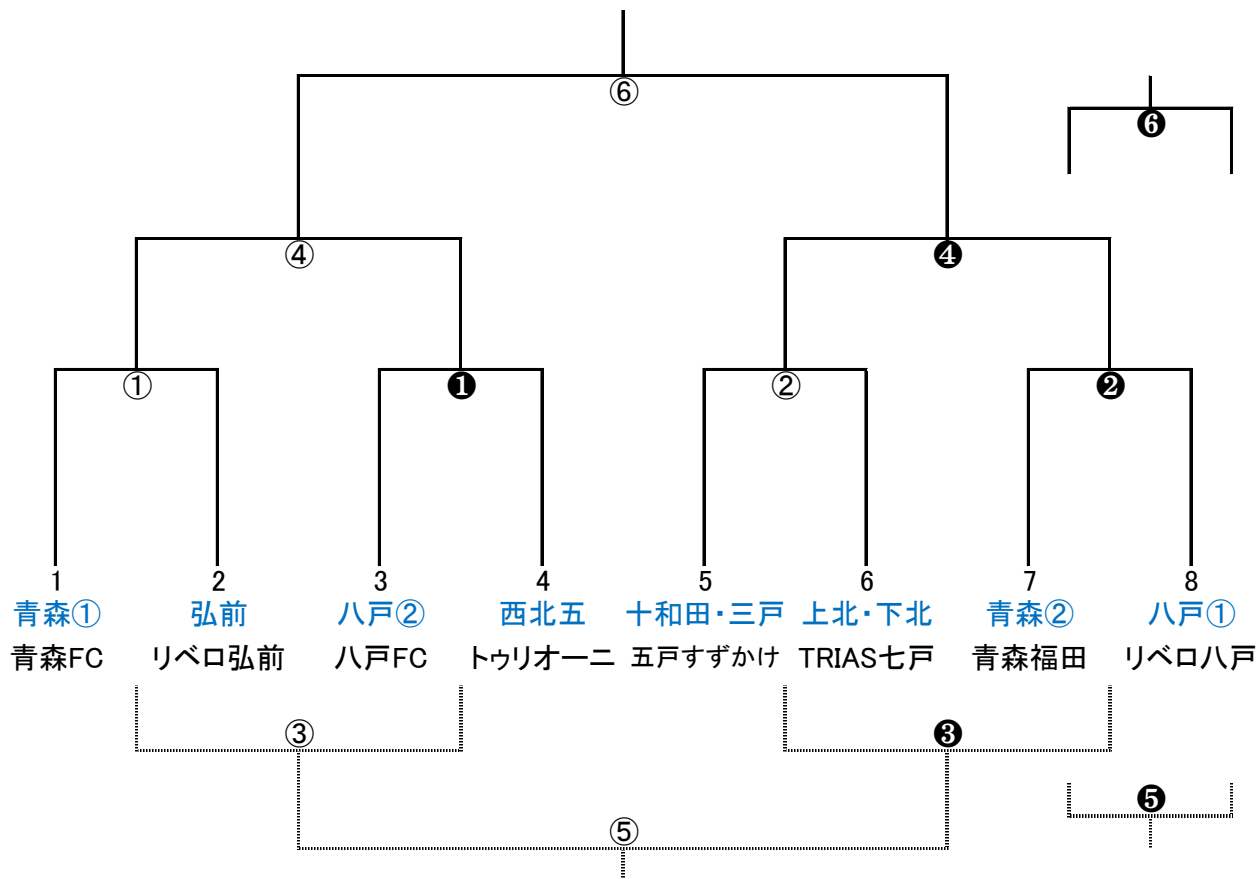 ⑥
❻
④ ❹
① ❶ ② ❷
1 2 3 4 5 6 7 8
青森① 弘前 八戸② 西北五 十和田・三戸 上北・下北 青森② 八戸①
青森FC リベロ弘前 八戸FC トゥリオーニ 五戸すずかけ TRIAS七戸 青森福田 リベロ八戸
③ ❸
❺
⑤